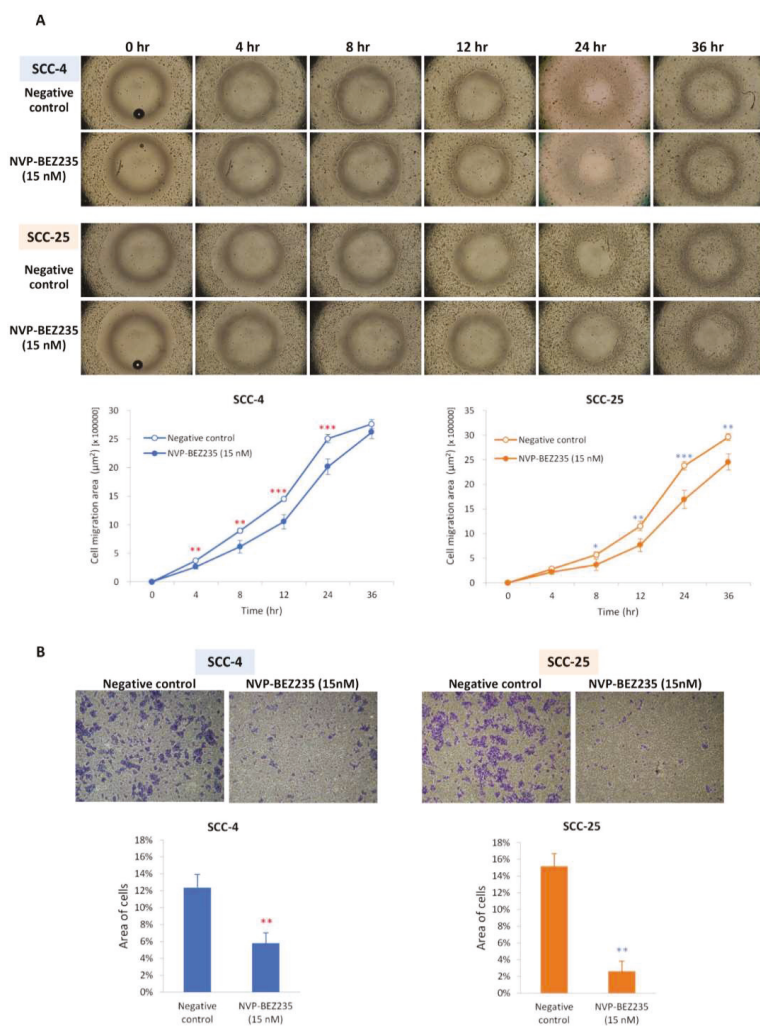 A
0 hr 4 hr 8 hr 12 hr 24 hr 36 hr
SCC-4
Negative
control
NVP-BEZ235
(15 nM)
SCC-25
Negative
control
NVP-BEZ235
(15 nM)
SCC-4
Cell migration area (µm²) [x 100000]
30
25
20
15
10
5
0
Negative control
NVP-BEZ235 (15 nM)
**
**
***
***
0 4 8 12 24 36
Time (hr)
SCC-25
Cell migration area (µm²) [x 100000]
35
30
25
20
15
10
5
0
Negative control
NVP-BEZ235 (15 nM)
*
**
***
**
0 4 8 12 24 36
Time (hr)
B
SCC-4
Negative control NVP-BEZ235 (15nM)
SCC-25
Negative control NVP-BEZ235 (15nM)
SCC-4
Area of cells
18%
16%
14%
12%
10%
8%
6%
4%
2%
0%
**
Negative
control
NVP-BEZ235
(15 nM)
SCC-25
Area of cells
18%
16%
14%
12%
10%
8%
6%
4%
2%
0%
**
Negative
control
NVP-BEZ235
(15 nM)